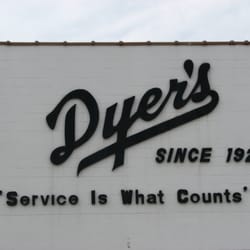 Dyer's
SINCE 192
"Service Is What Counts"